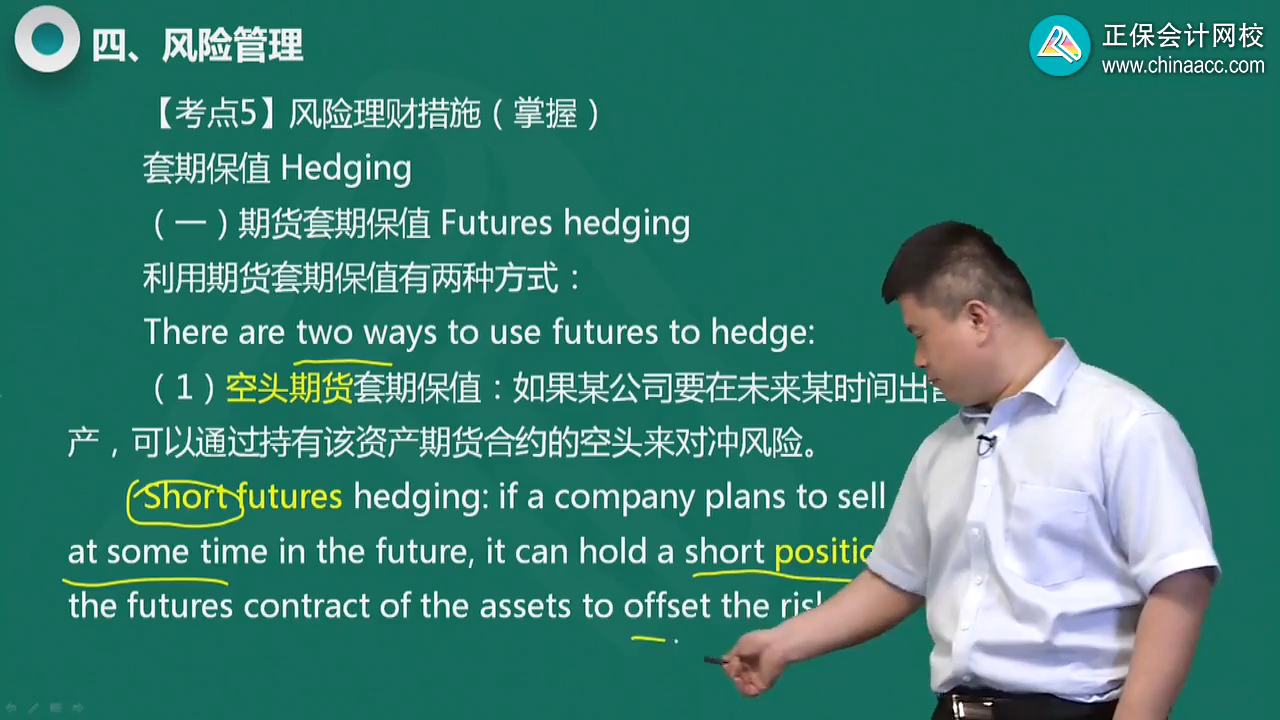 四、风险管理
正保会计网校
www.chinaacc.com
【考点5】风险理财措施（掌握）
套期保值 Hedging
（一）期货套期保值 Futures hedging
利用期货套期保值有两种方式：
There are two ways to use futures to hedge:
（1）空头期货套期保值：如果某公司要在未来某时间出
产，可以通过持有该资产期货合约的空头来对冲风险。
Short futures hedging: if a company plans to sell
at some time in the future, it can hold a short
the futures contract of the assets to offset the